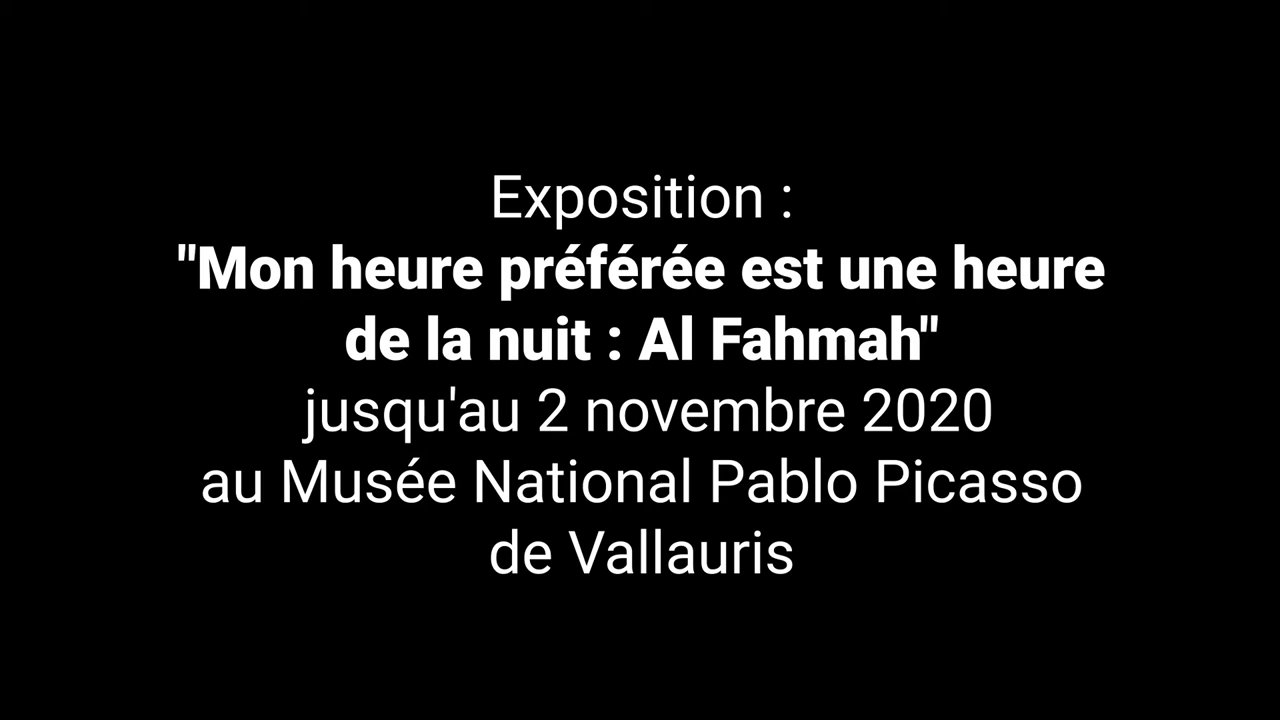 Exposition :
"Mon heure préférée est une heure
de la nuit : Al Fahmah"
jusqu'au 2 novembre 2020
au Musée National Pablo Picasso
de Vallauris